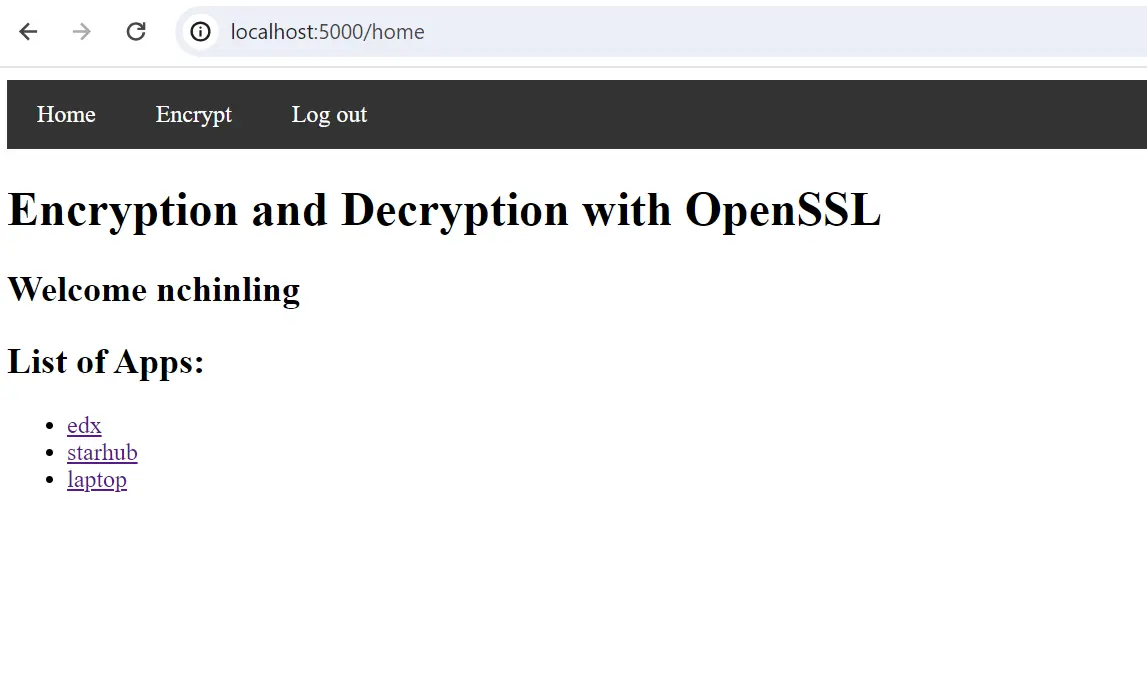 localhost:5000/home
Home Encrypt Log out
Encryption and Decryption with OpenSSL
Welcome nchinling
List of Apps:
edx
starhub
laptop